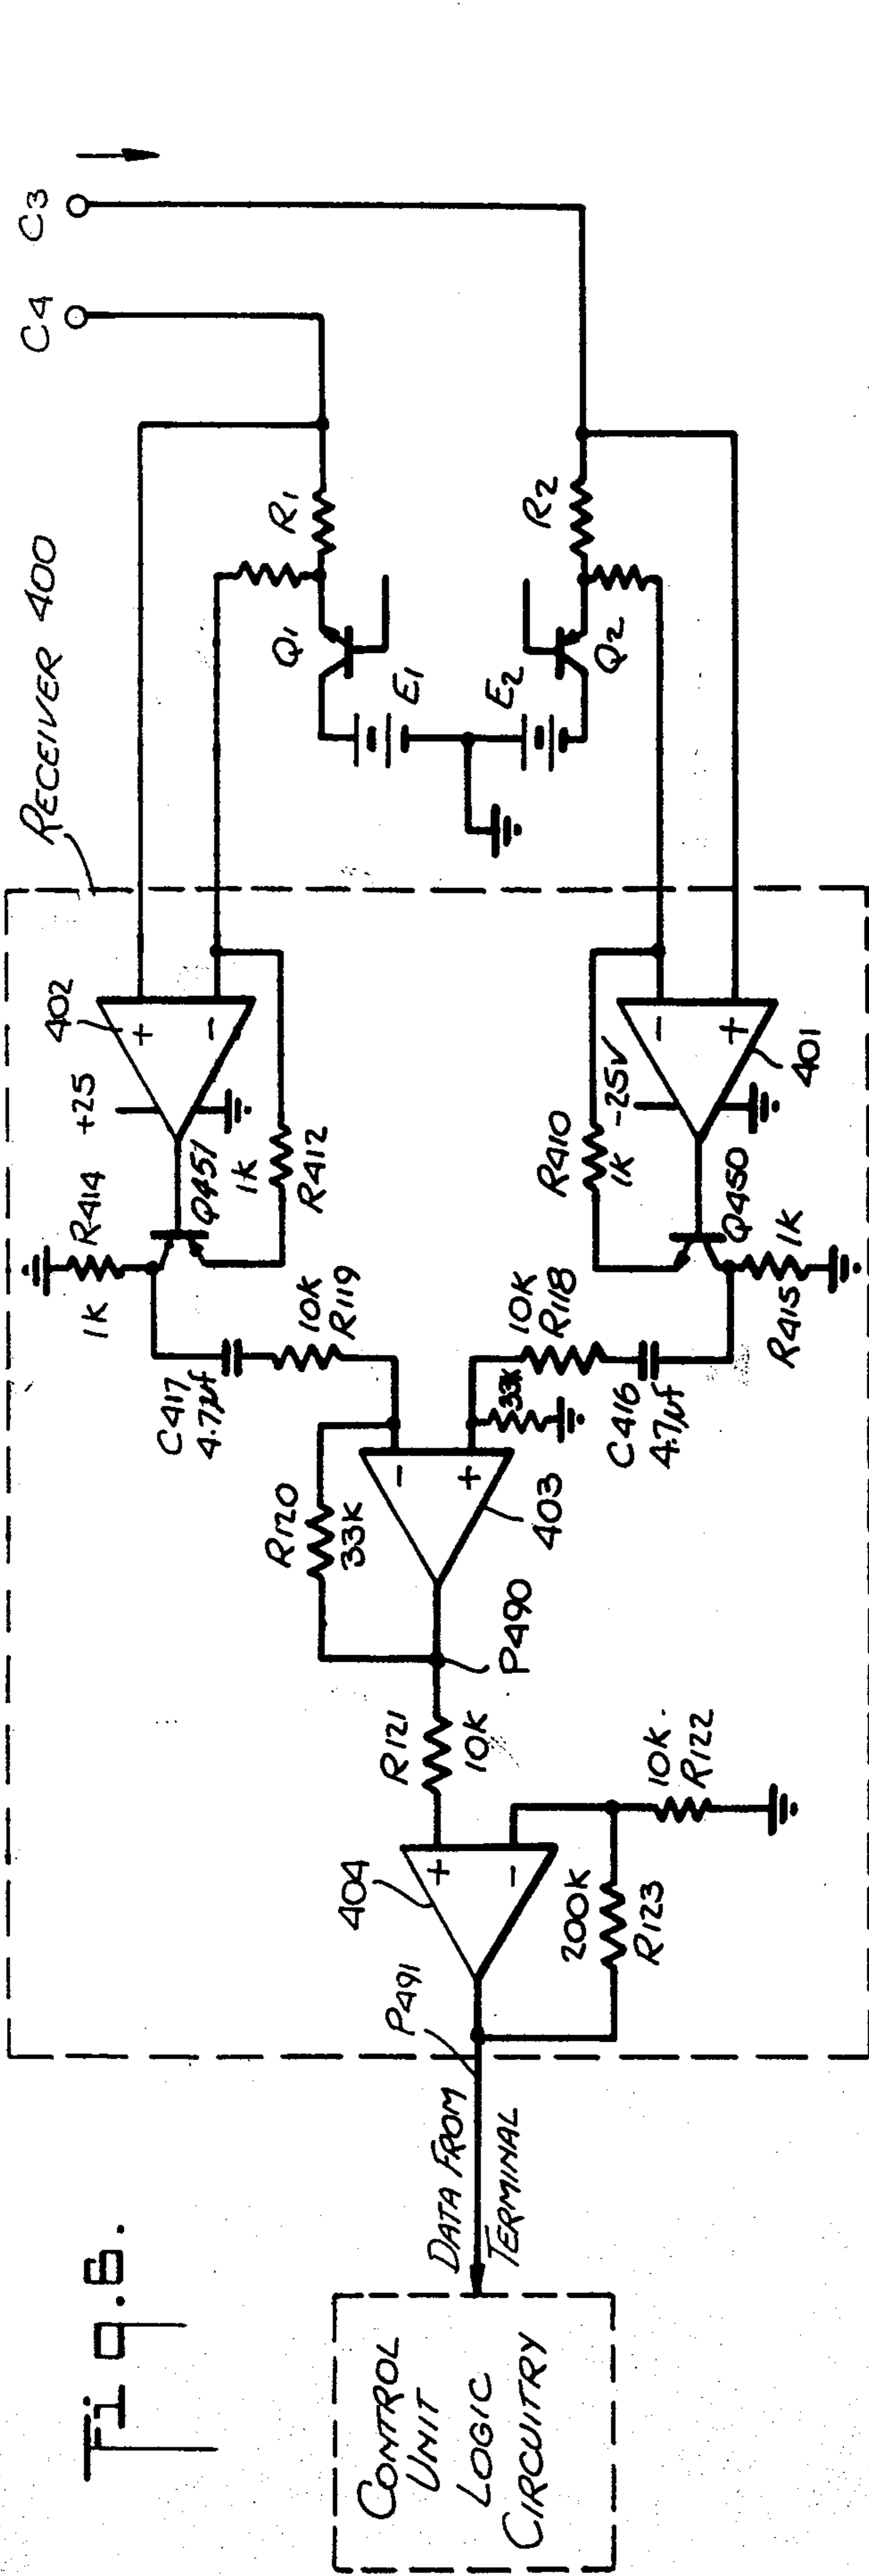 Fig. 6.
CONTROL
UNIT
LOGIC
CIRCUITRY
DATA FROM
TERMINAL
P491
404
+
-
200K
R123
10K.
R122
R121
10K
P490
R120
33K
403
-
+
33K
C417
4.7µf
10K
R119
10K
R118
C416
4.7µf
1K
R414
Q451
1K
R412
+25
402
+
-
R410
1K
-25V
Q450
1K
R415
401
-
+
RECEIVER 400
Q1
E1
R1
E2
Q2
R2
C4
C3